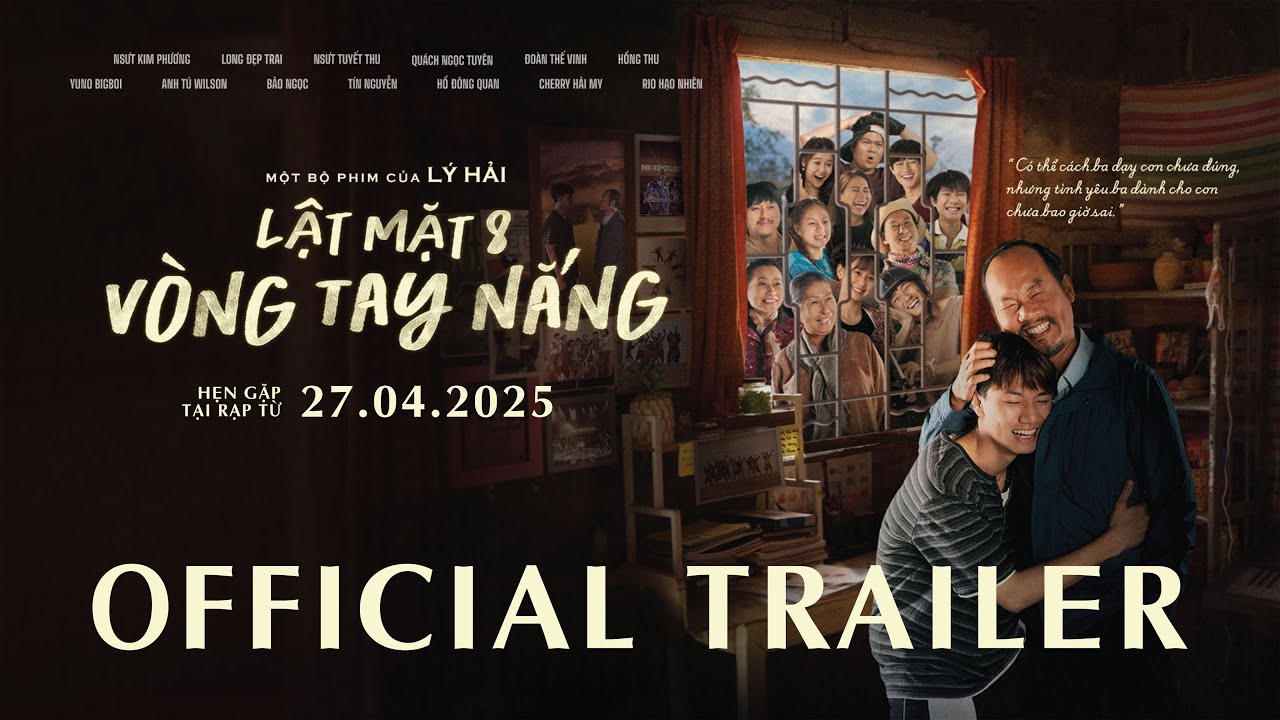 NSƯT KIM PHƯƠNG LONG ĐẸP TRAI NSƯT TUYẾT THU QUÁCH NGỌC TUYÊN ĐOÀN THẾ VINH HỒNG THU
YUNO BIGBOI ANH TÚ WILSON BẢO NGỌC TÍN NGUYỄN HỒ ĐÔNG QUAN CHERRY HẢI MY RIO HẠO NHIÊN
MỘT BỘ PHIM CỦA LÝ HẢI
LẬT MẶT 8
VÒNG TAY NẮNG
HẸN GẶP
TẠI RẠP TỪ 27.04.2025
HI-IDOL
“Có thể cách ba dạy con chưa đúng,
nhưng tình yêu ba dành cho con
chưa bao giờ sai.”
OFFICIAL TRAILER